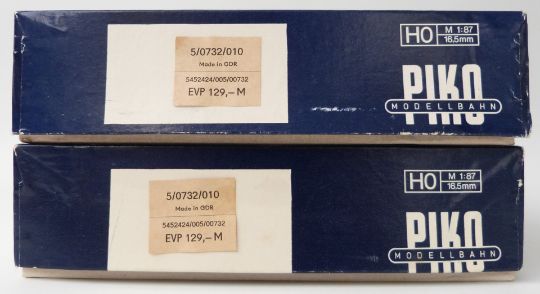 5/0732/010
Made in GDR
5452424/005/00732
EVP 129,– M
HO M 1:87
16,5mm
PIKO
MODELLBAHN
5/0732/010
Made in GDR
5452424/005/00732
EVP 129,– M
HO M 1:87
16,5mm
PIKO
MODELLBAHN